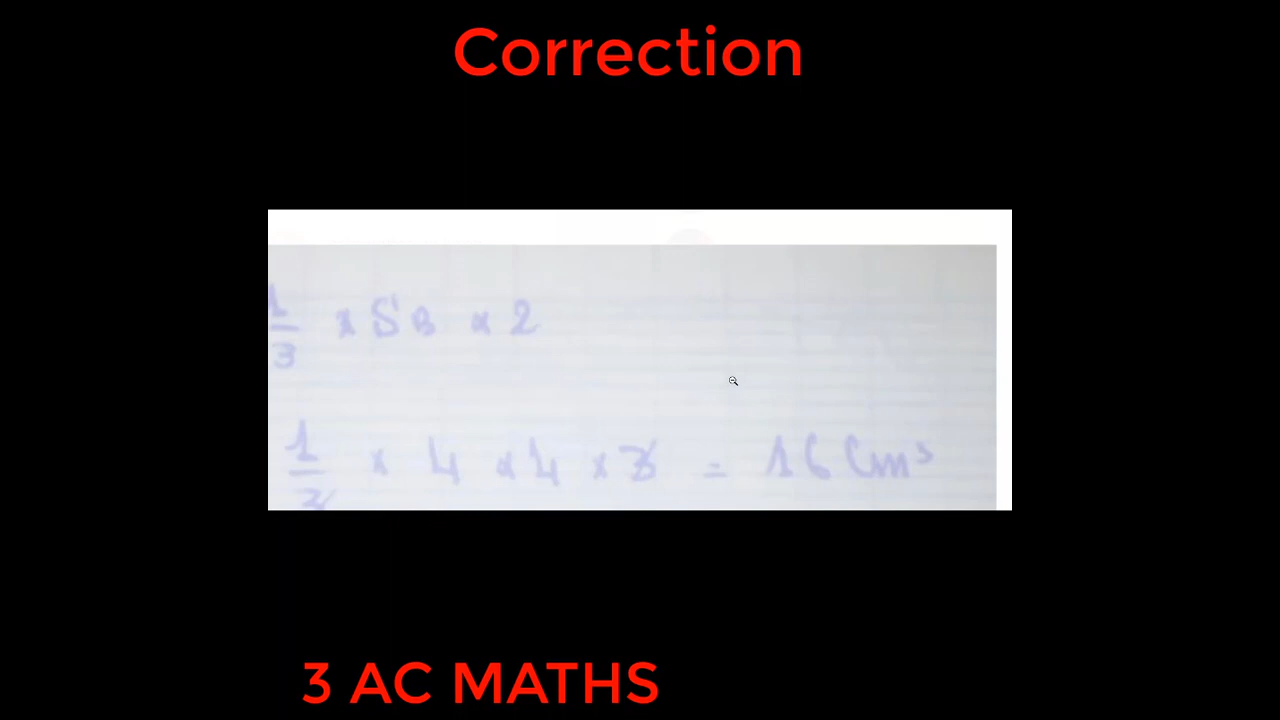 Correction
1/3 x SB x 2
1/3 x 4 x 4 x 3 = 16 Cm³
3 AC MATHS